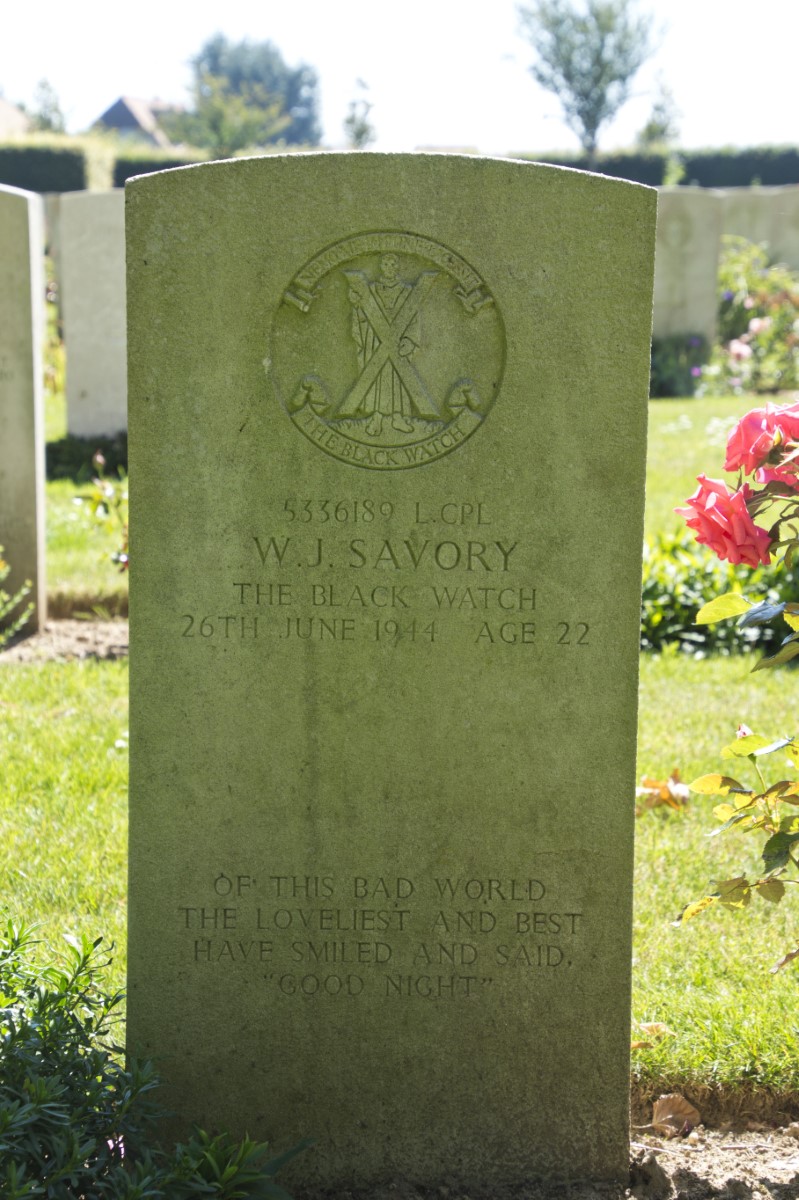 NEMO ME IMPUNE LACESSIT
THE BLACK WATCH
5336189 L.CPL
W. J. SAVORY
THE BLACK WATCH
26TH JUNE 1944 AGE 22
OF THIS BAD WORLD
THE LOVELIEST AND BEST
HAVE SMILED AND SAID,
"GOOD NIGHT"